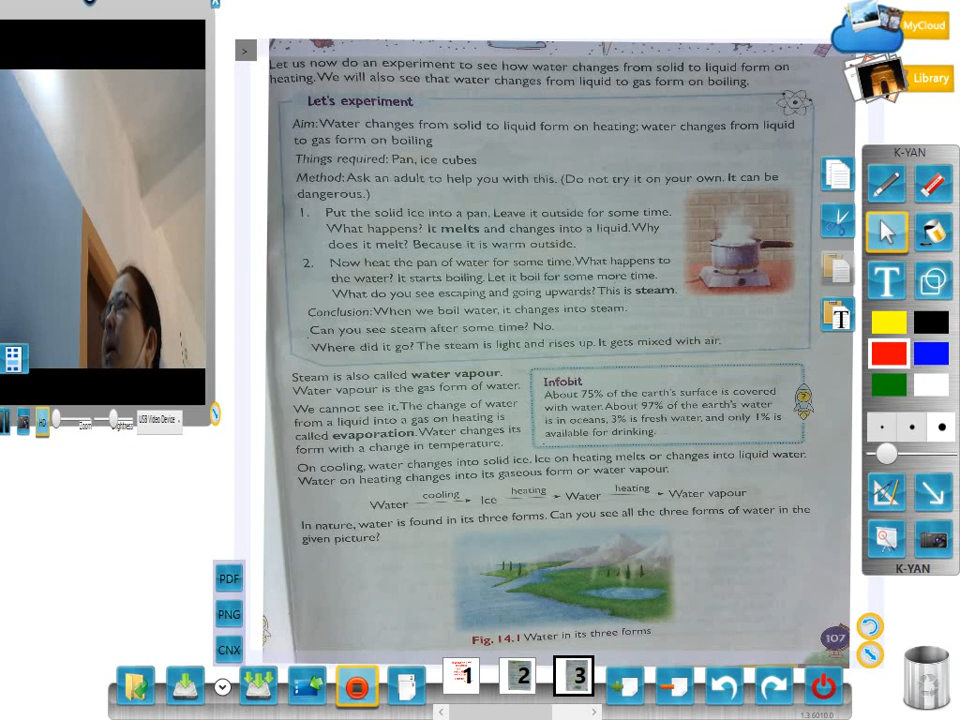 MyCloud
Library
Let us now do an experiment to see how water changes from solid to liquid form on
heating. We will also see that water changes from liquid to gas form on boiling.
Let's experiment
Aim: Water changes from solid to liquid form on heating; water changes from liquid
to gas form on boiling
Things required: Pan, ice cubes
Method: Ask an adult to help you with this. (Do not try it on your own. It can be
dangerous.)
1. Put the solid ice into a pan. Leave it outside for some time.
What happens? it melts and changes into a liquid. Why
does it melt? Because it is warm outside.
2. Now heat the pan of water for some time. What happens to
the water? It starts boiling. Let it boil for some more time.
What do you see escaping and going upwards? This is steam.
Conclusion: When we boil water, it changes into steam.
Can you see steam after some time? No.
Where did it go? The steam is light and rises up. It gets mixed with air.
Steam is also called water vapour.
Water vapour is the gas form of water.
We cannot see it. The change of water
from a liquid into a gas on heating is
called evaporation. Water changes its
form with a change in temperature.
Infobit
About 75% of the earth's surface is covered
with water. About 97% of the earth's water
is in oceans, 3% is fresh water, and only 1% is
available for drinking.
On cooling, water changes into solid ice. Ice on heating melts or changes into liquid water.
Water on heating changes into its gaseous form or water vapour.
Water cooling Ice heating Water heating Water vapour
In nature, water is found in its three forms. Can you see all the three forms of water in the
given picture?
Fig. 14.1 Water in its three forms
107
K-YAN
T
T
K-YAN
HD
Zoom
Brightness
USB Video Device
PDF
PNG
CNX
1
2
3
1.3.6010.0